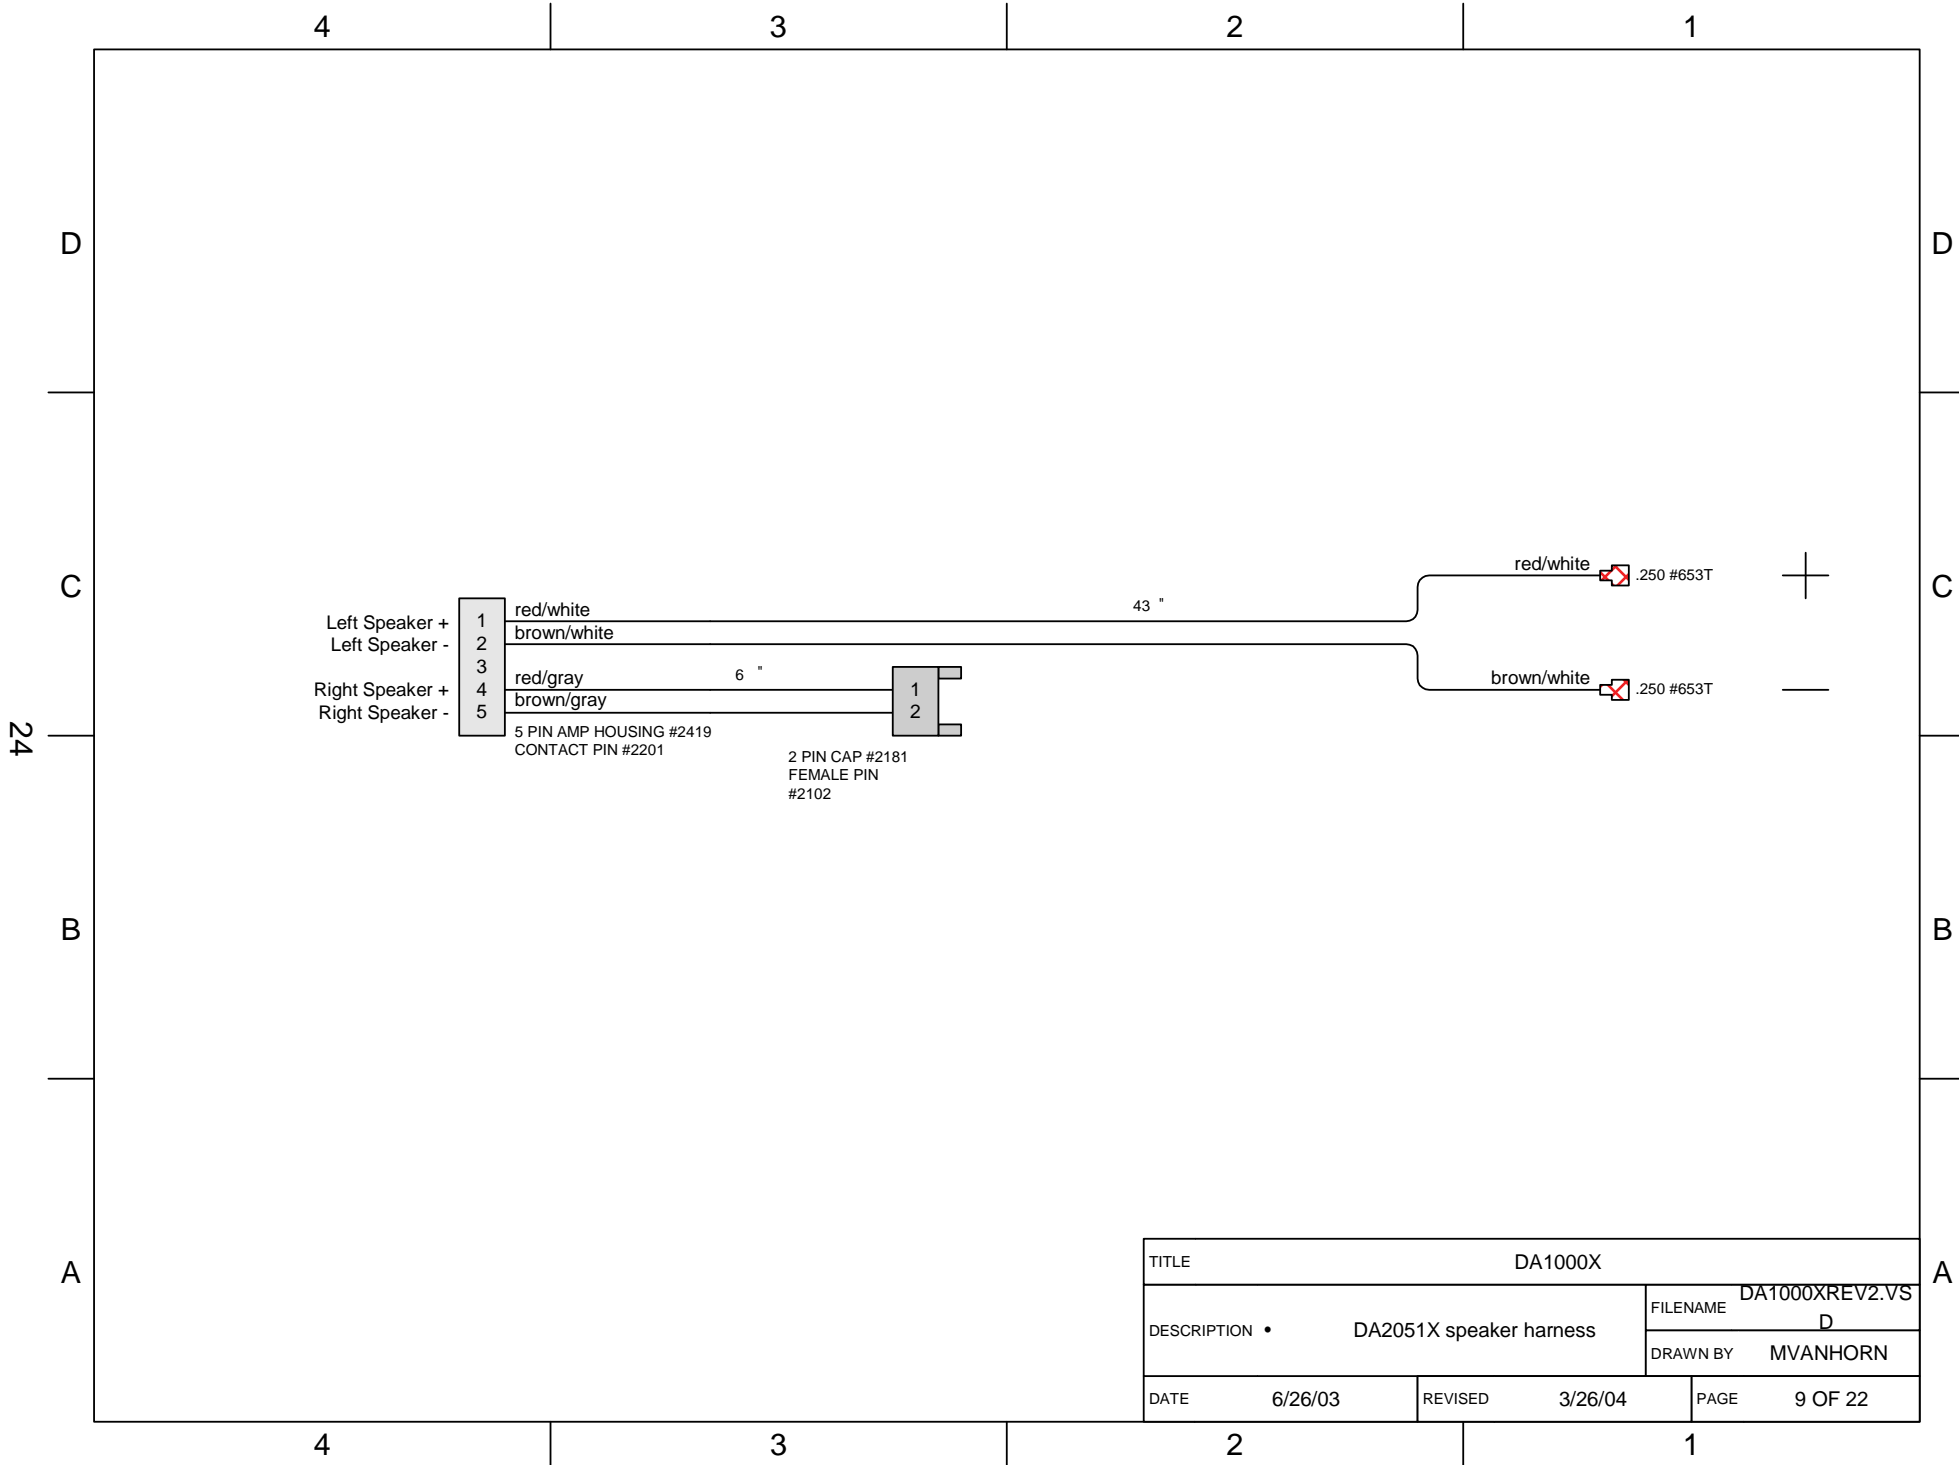 4 3 2 1
D D
red/white
.250 #653T
C C
43 "
red/white
Left Speaker + 1
brown/white
Left Speaker - 2
3
6 "
red/gray
brown/white
Right Speaker + 4 1
.250 #653T
brown/gray
Right Speaker - 5 2
5 PIN AMP HOUSING #2419
CONTACT PIN #2201
24
2 PIN CAP #2181
FEMALE PIN
#2102
B B
A A
TITLE DA1000X
DESCRIPTION • DA2051X speaker harness
FILENAME DA1000XREV2.VS
D
DRAWN BY MVANHORN
DATE 6/26/03 REVISED 3/26/04 PAGE 9 OF 22
4 3 2 1